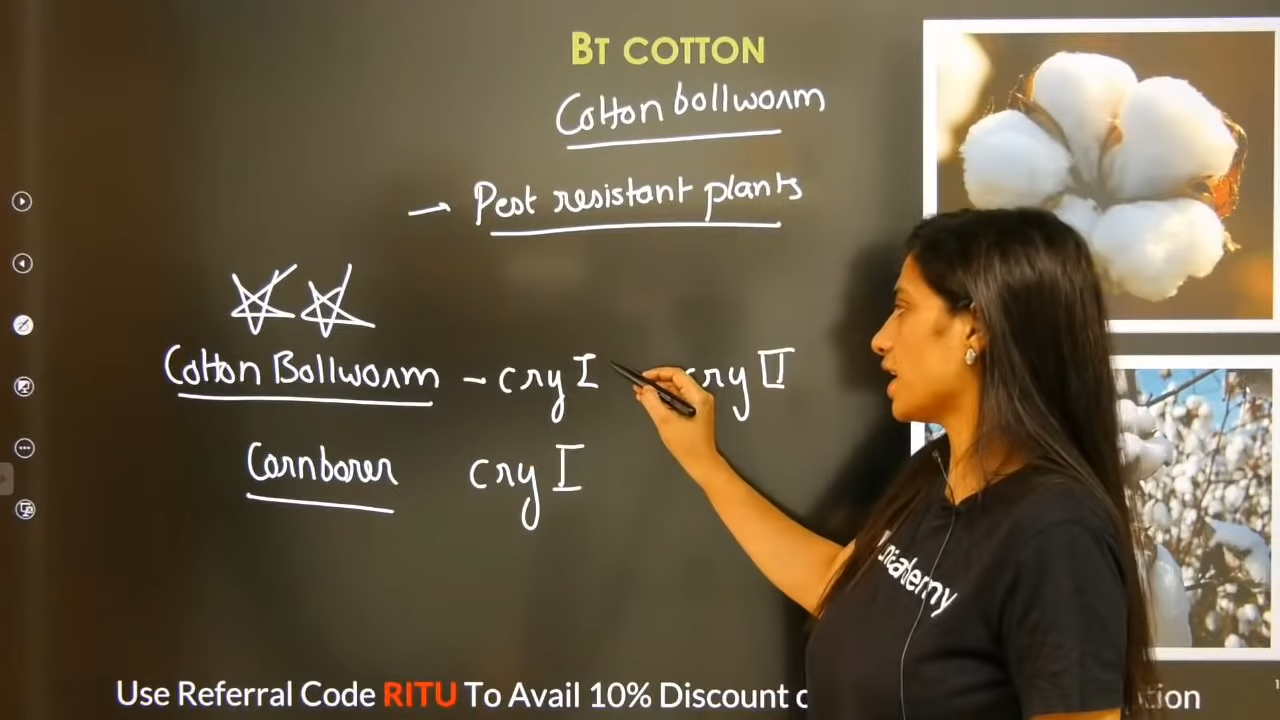 BT COTTON
Cotton bollworm
→ Pest resistant plants
Cotton Bollworm – cry I cry II
Cornborer cry I
unacademy
Use Referral Code RITU To Avail 10% Discount